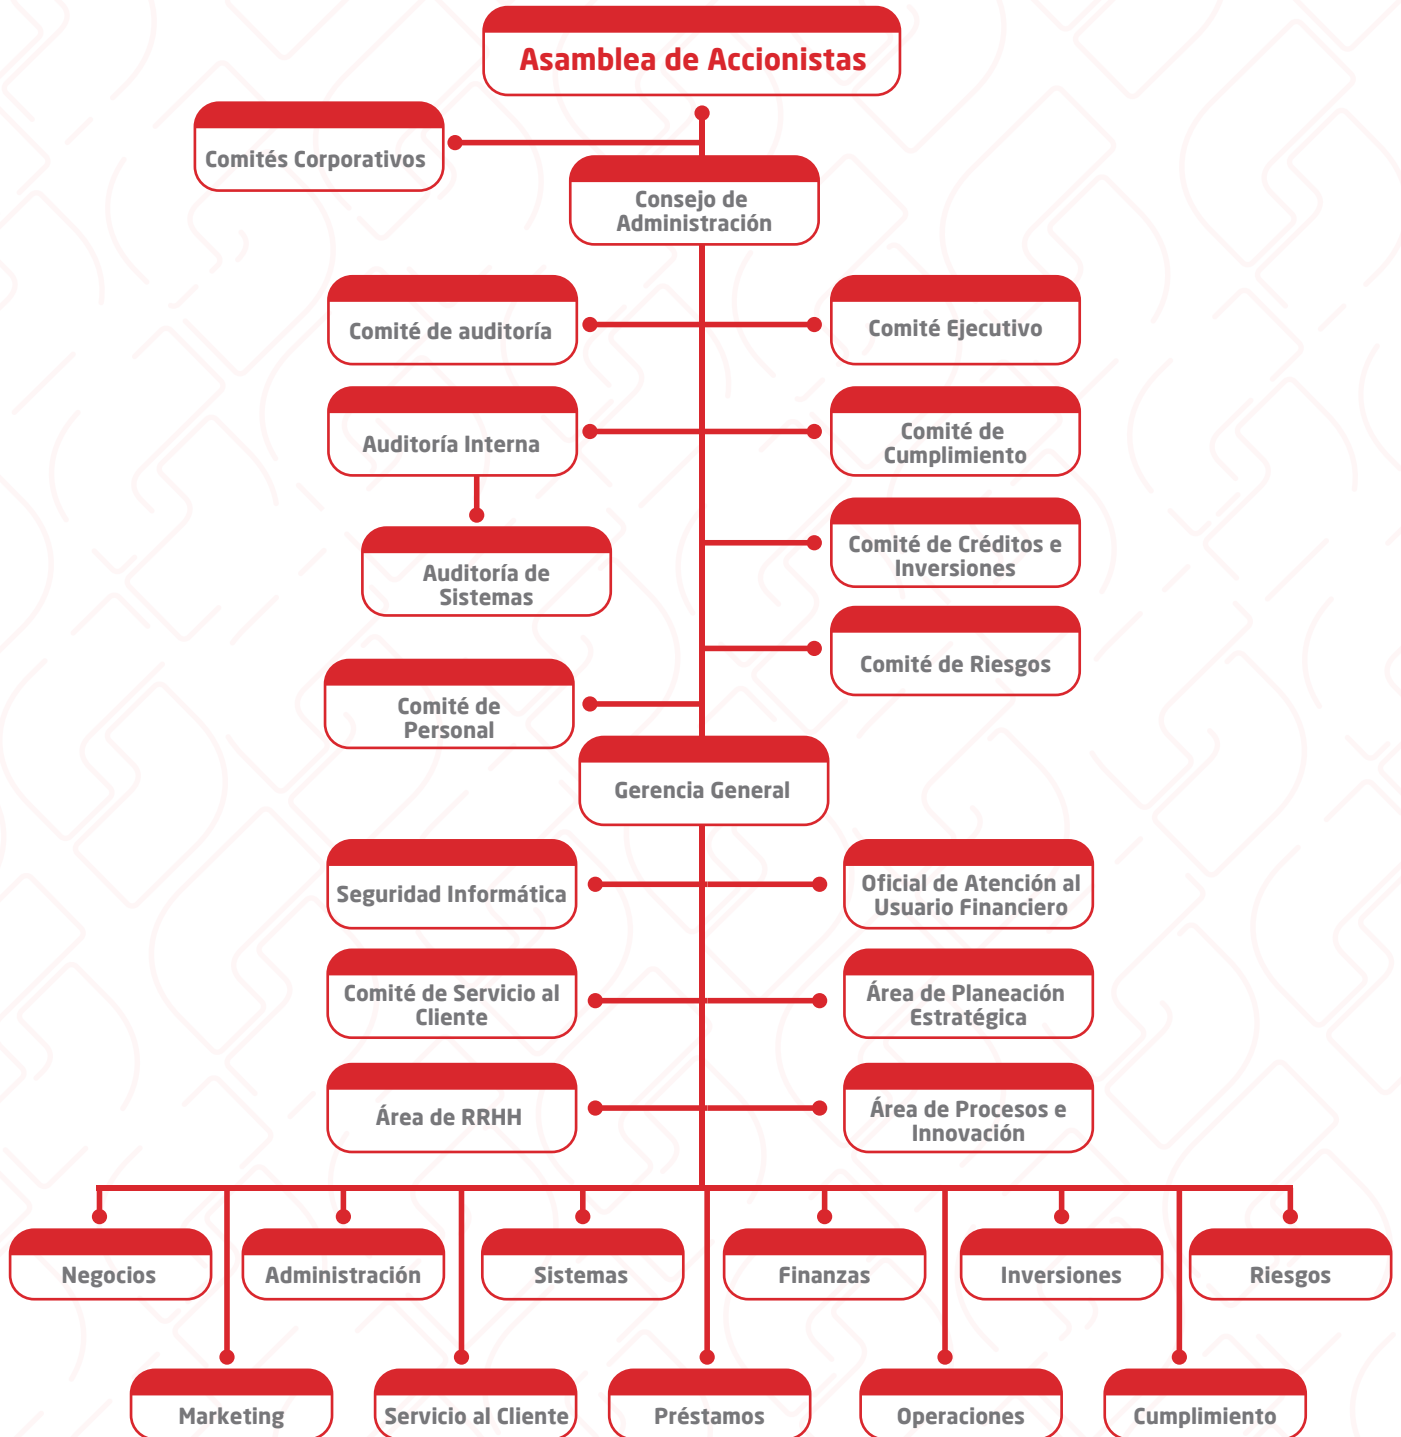 Asamblea de Accionistas
Comités Corporativos
Consejo de
Administración
Comité de auditoría
Comité Ejecutivo
Auditoría Interna
Comité de
Cumplimiento
Auditoría de
Sistemas
Comité de Créditos e
Inversiones
Comité de Riesgos
Comité de
Personal
Gerencia General
Seguridad Informática
Oficial de Atención al
Usuario Financiero
Comité de Servicio al
Cliente
Área de Planeación
Estratégica
Área de RRHH
Área de Procesos e
Innovación
Negocios
Administración
Sistemas
Finanzas
Inversiones
Riesgos
Marketing
Servicio al Cliente
Préstamos
Operaciones
Cumplimiento